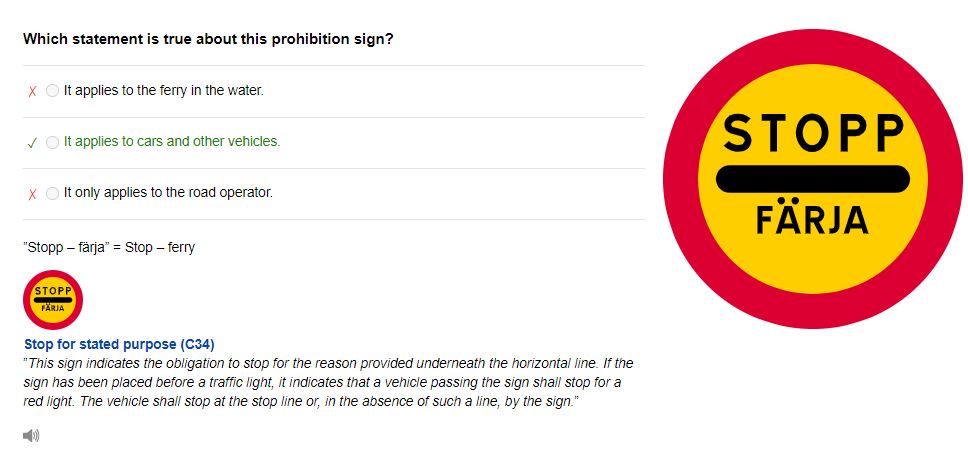 Which statement is true about this prohibition sign?
It applies to the ferry in the water.
It applies to cars and other vehicles.
It only applies to the road operator.
"Stopp – färja" = Stop – ferry
STOPP
FÄRJA
Stop for stated purpose (C34)
"This sign indicates the obligation to stop for the reason provided underneath the horizontal line. If the
sign has been placed before a traffic light, it indicates that a vehicle passing the sign shall stop for a
red light. The vehicle shall stop at the stop line or, in the absence of such a line, by the sign."
STOPP
FÄRJA